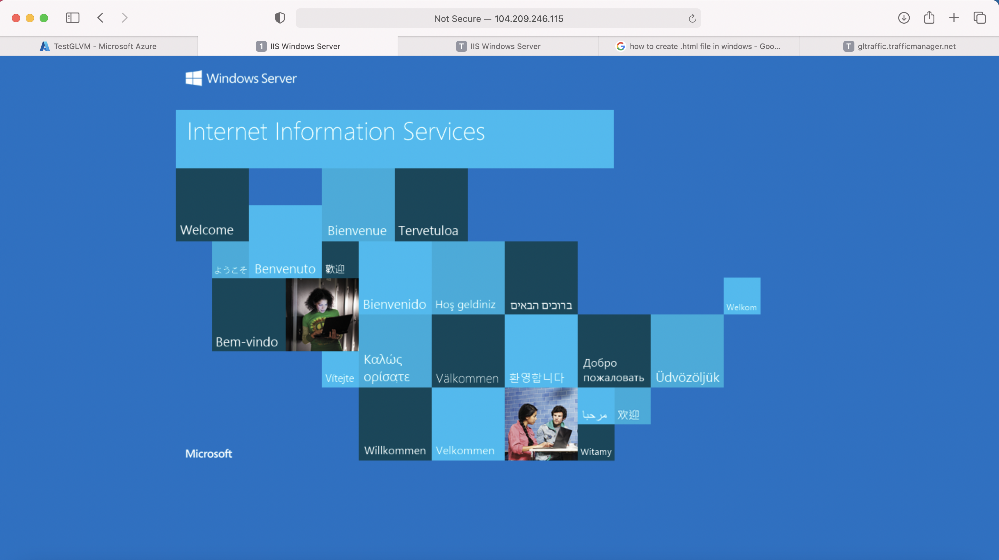 Not Secure — 104.209.246.115
TestGLVM - Microsoft Azure
1
IIS Windows Server
T
IIS Windows Server
how to create .html file in windows - Goo...
T
gltraffic.trafficmanager.net
Windows Server
Internet Information Services
Welcome
Bienvenue
Tervetuloa
ようこそ
Benvenuto
歡迎
Bienvenido
Hoş geldiniz
ברוכים הבאים
Welkom
Bem-vindo
Vítejte
Καλώς
ορίσατε
Välkommen
환영합니다
Добро
пожаловать
Üdvözöljük
مرحبا
欢迎
Willkommen
Velkommen
Witamy
Microsoft